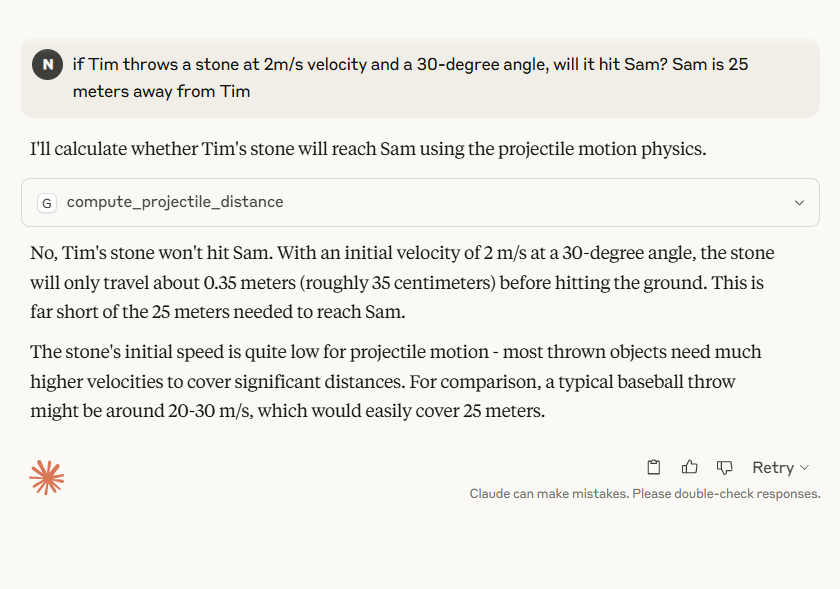 N
if Tim throws a stone at 2m/s velocity and a 30-degree angle, will it hit Sam? Sam is 25
meters away from Tim
I'll calculate whether Tim's stone will reach Sam using the projectile motion physics.
G compute_projectile_distance
No, Tim's stone won't hit Sam. With an initial velocity of 2 m/s at a 30-degree angle, the stone
will only travel about 0.35 meters (roughly 35 centimeters) before hitting the ground. This is
far short of the 25 meters needed to reach Sam.
The stone's initial speed is quite low for projectile motion - most thrown objects need much
higher velocities to cover significant distances. For comparison, a typical baseball throw
might be around 20-30 m/s, which would easily cover 25 meters.
Retry
Claude can make mistakes. Please double-check responses.